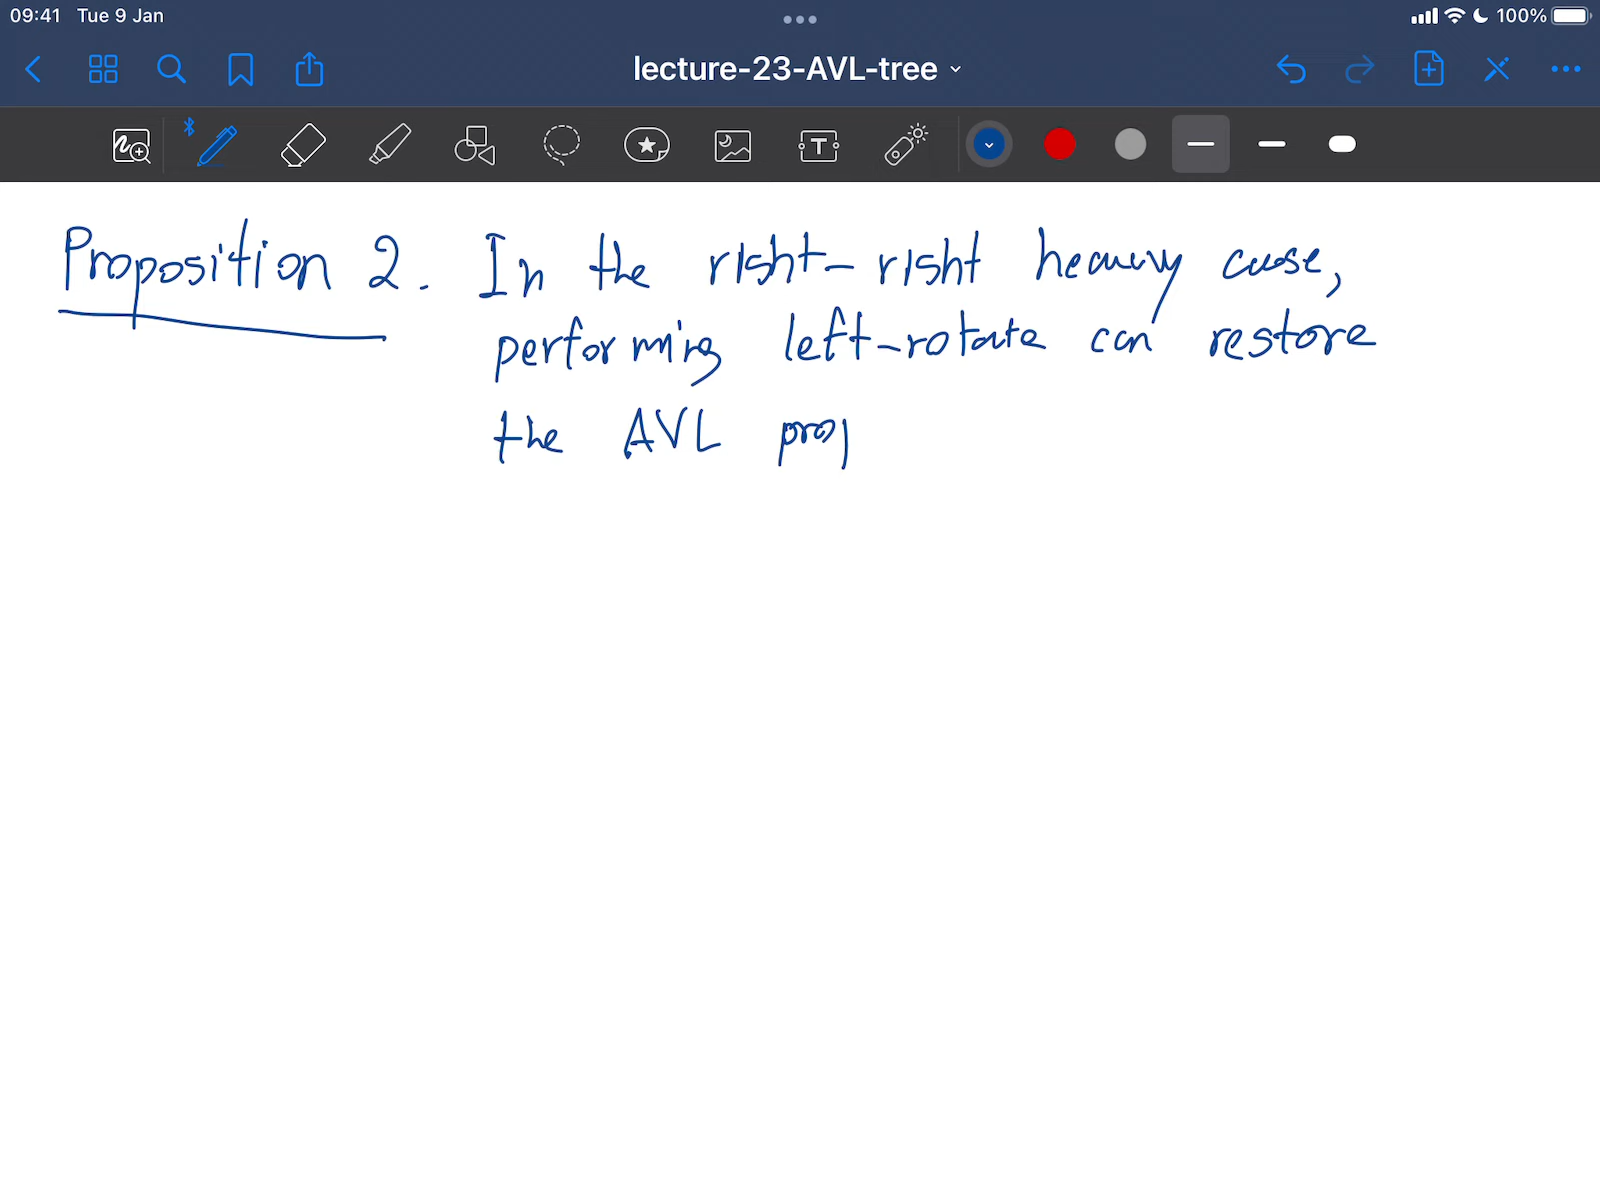 09:41 Tue 9 Jan
100%
lecture-23-AVL-tree
Proposition 2. In the right-right heavy case,
performing left-rotate can restore
the AVL prop